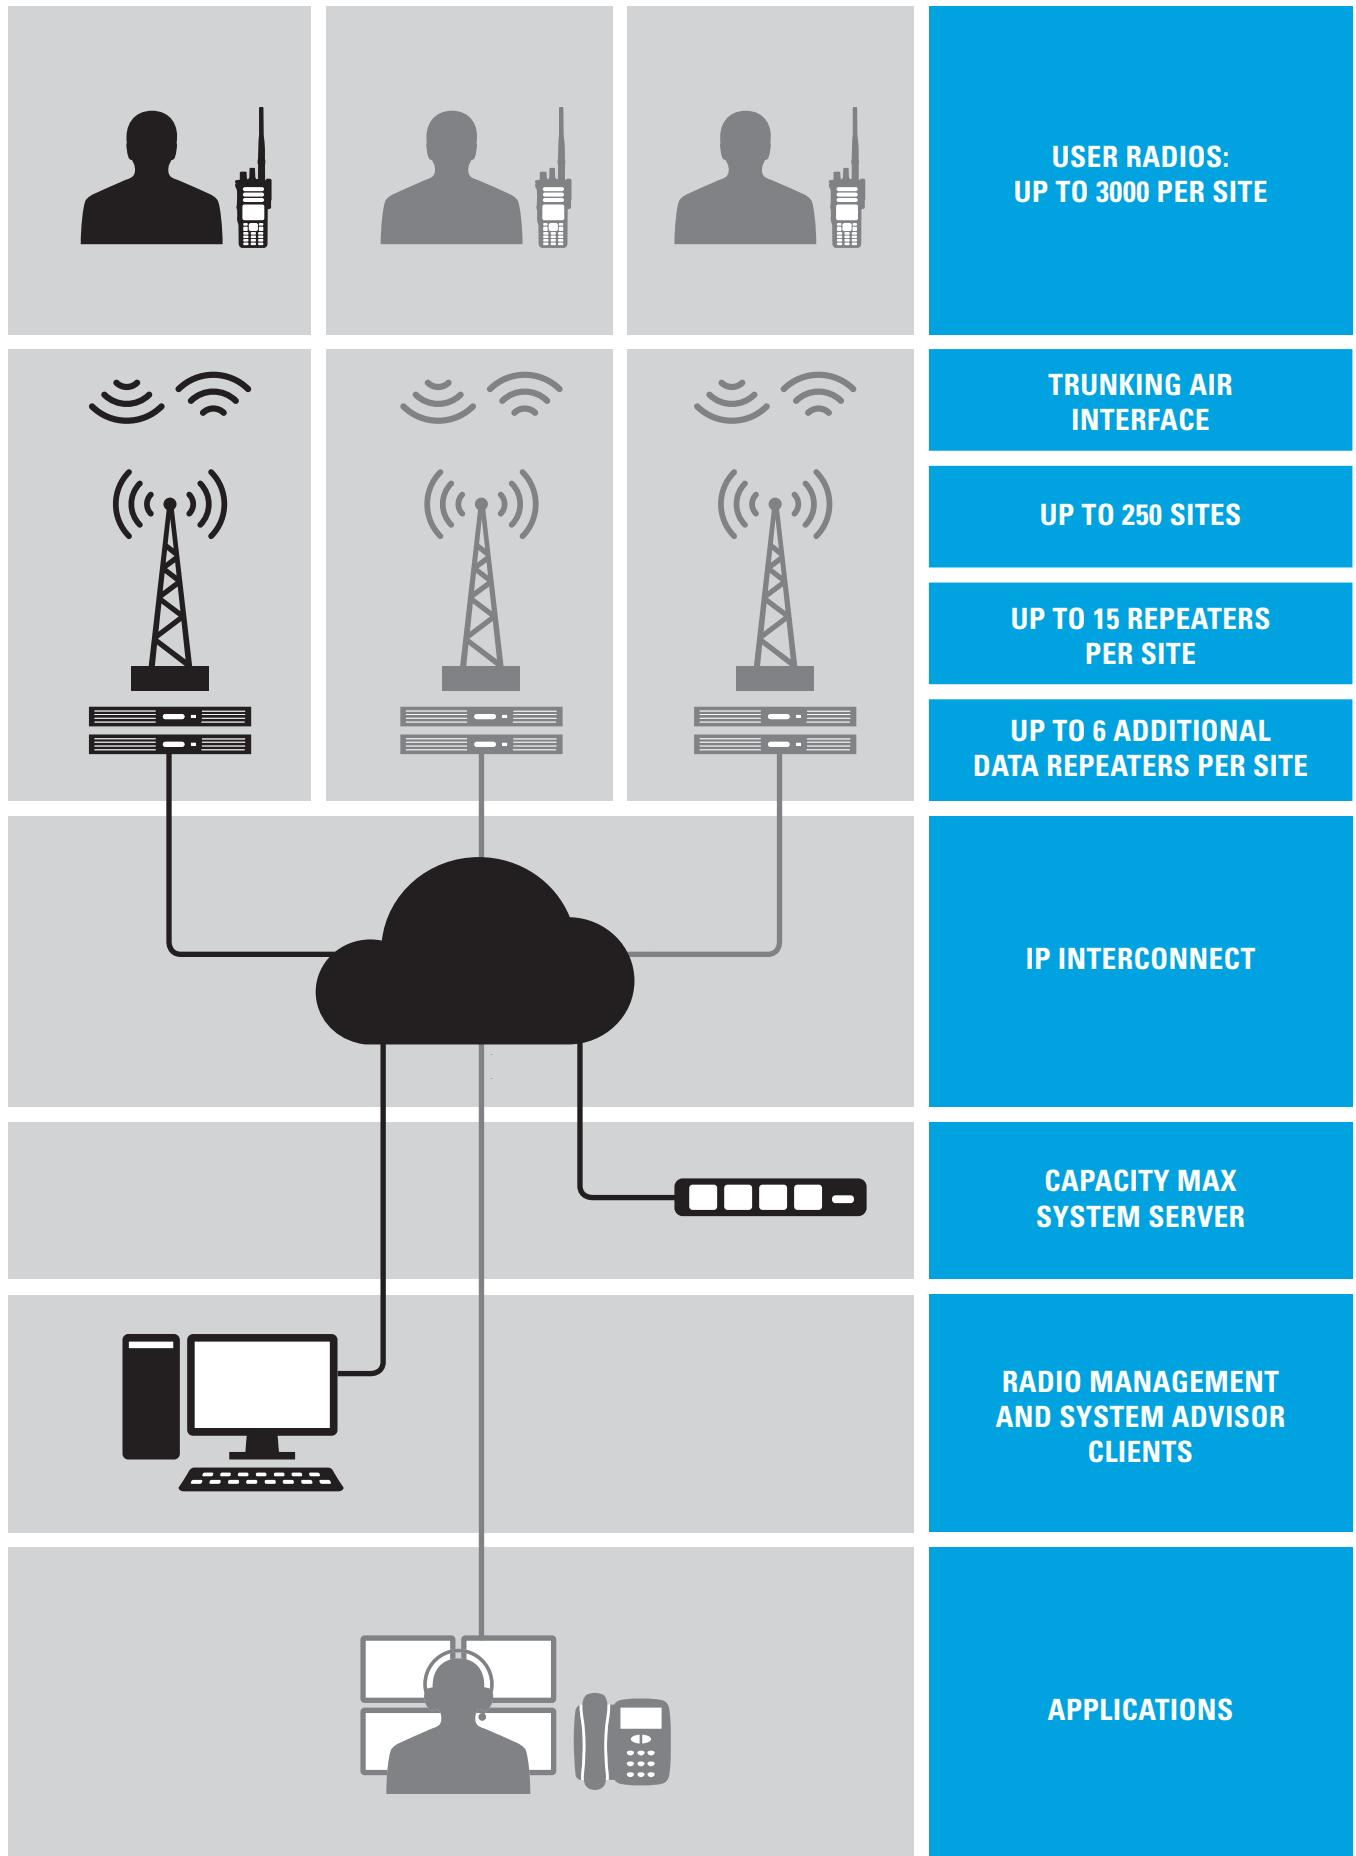 USER RADIOS:
UP TO 3000 PER SITE
TRUNKING AIR
INTERFACE
UP TO 250 SITES
UP TO 15 REPEATERS
PER SITE
UP TO 6 ADDITIONAL
DATA REPEATERS PER SITE
IP INTERCONNECT
CAPACITY MAX
SYSTEM SERVER
RADIO MANAGEMENT
AND SYSTEM ADVISOR
CLIENTS
APPLICATIONS